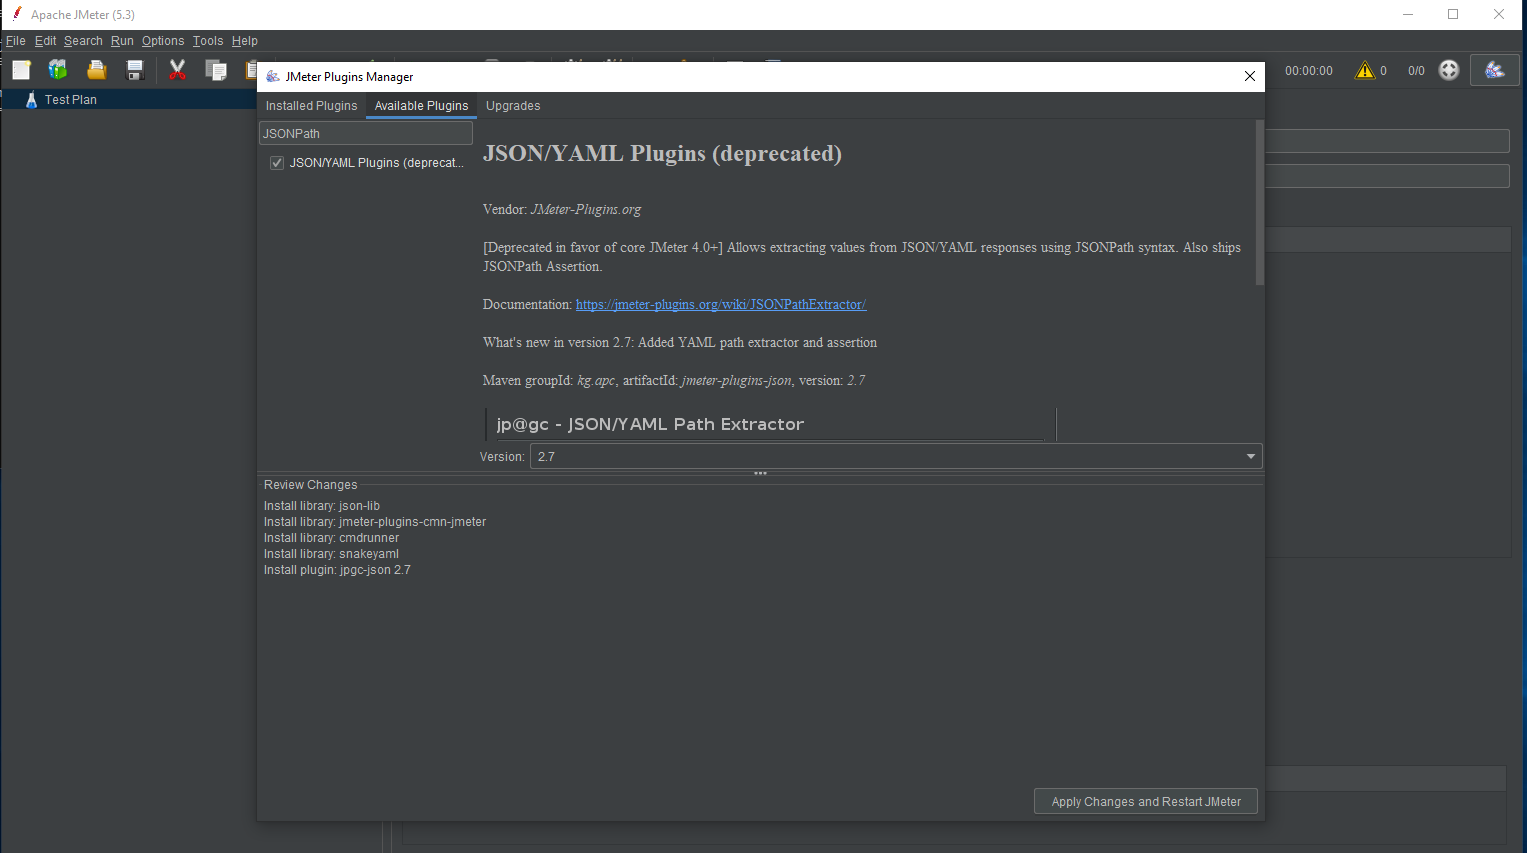 Apache JMeter (5.3)
File Edit Search Run Options Tools Help
JMeter Plugins Manager
00:00:00 0 0/0
Test Plan
Installed Plugins Available Plugins Upgrades
JSONPath
JSON/YAML Plugins (deprecat...
JSON/YAML Plugins (deprecated)
Vendor: JMeter-Plugins.org
[Deprecated in favor of core JMeter 4.0+] Allows extracting values from JSON/YAML responses using JSONPath syntax. Also ships
JSONPath Assertion.
Documentation: https://jmeter-plugins.org/wiki/JSONPathExtractor/
What's new in version 2.7: Added YAML path extractor and assertion
Maven groupId: kg.apc, artifactId: jmeter-plugins-json, version: 2.7
jp@gc - JSON/YAML Path Extractor
Version: 2.7
Review Changes
Install library: json-lib
Install library: jmeter-plugins-cmn-jmeter
Install library: cmdrunner
Install library: snakeyaml
Install plugin: jpgc-json 2.7
Apply Changes and Restart JMeter